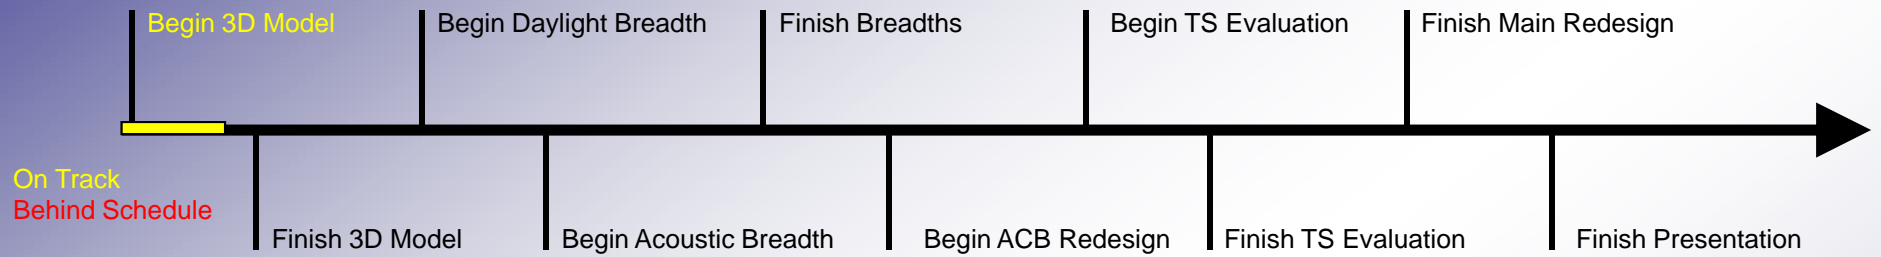 Begin 3D Model
Begin Daylight Breadth
Finish Breadths
Begin TS Evaluation
Finish Main Redesign
On Track
Behind Schedule
Finish 3D Model
Begin Acoustic Breadth
Begin ACB Redesign
Finish TS Evaluation
Finish Presentation